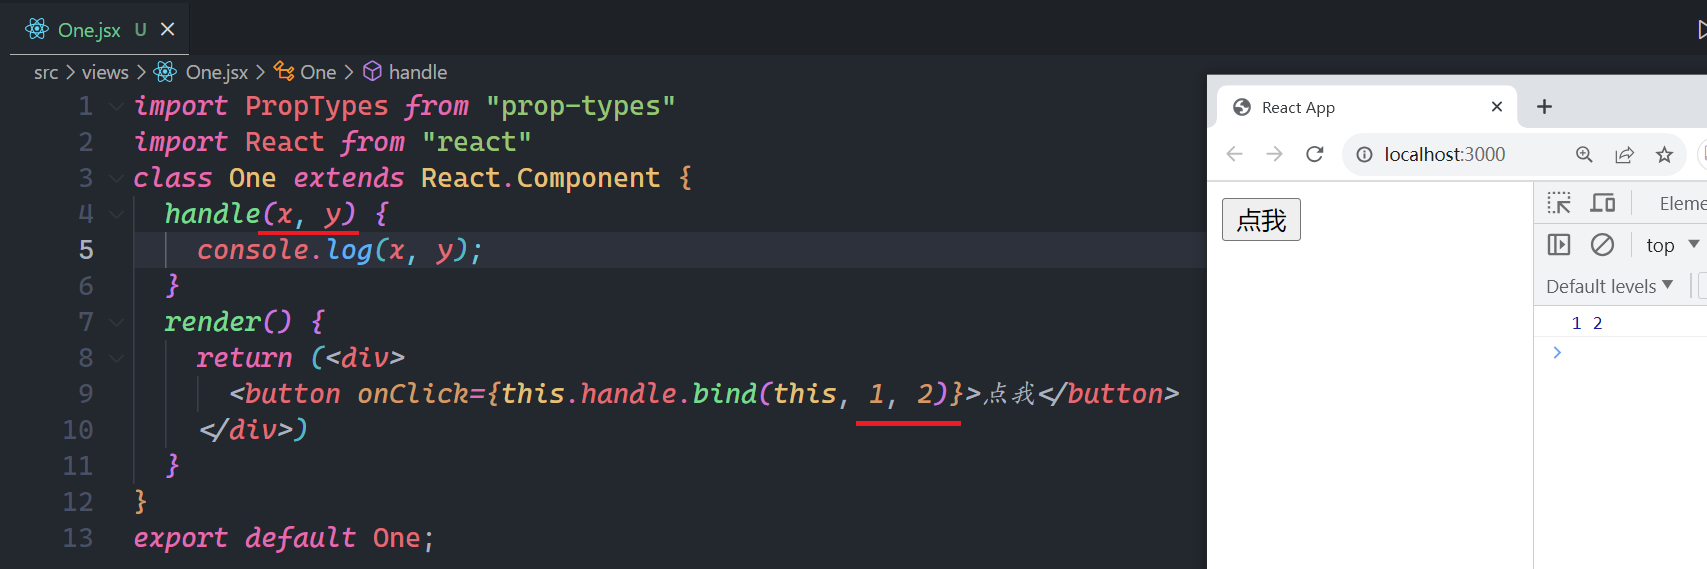 One.jsx U
src > views > One.jsx > One > handle
1 import PropTypes from "prop-types"
2 import React from "react"
3 class One extends React.Component {
4 handle(x, y) {
5 console.log(x, y);
6 }
7 render() {
8 return (<div>
9 <button onClick={this.handle.bind(this, 1, 2)}>点我</button>
10 </div>)
11 }
12 }
13 export default One;
React App
localhost:3000
点我
Eleme
top
Default levels
1 2